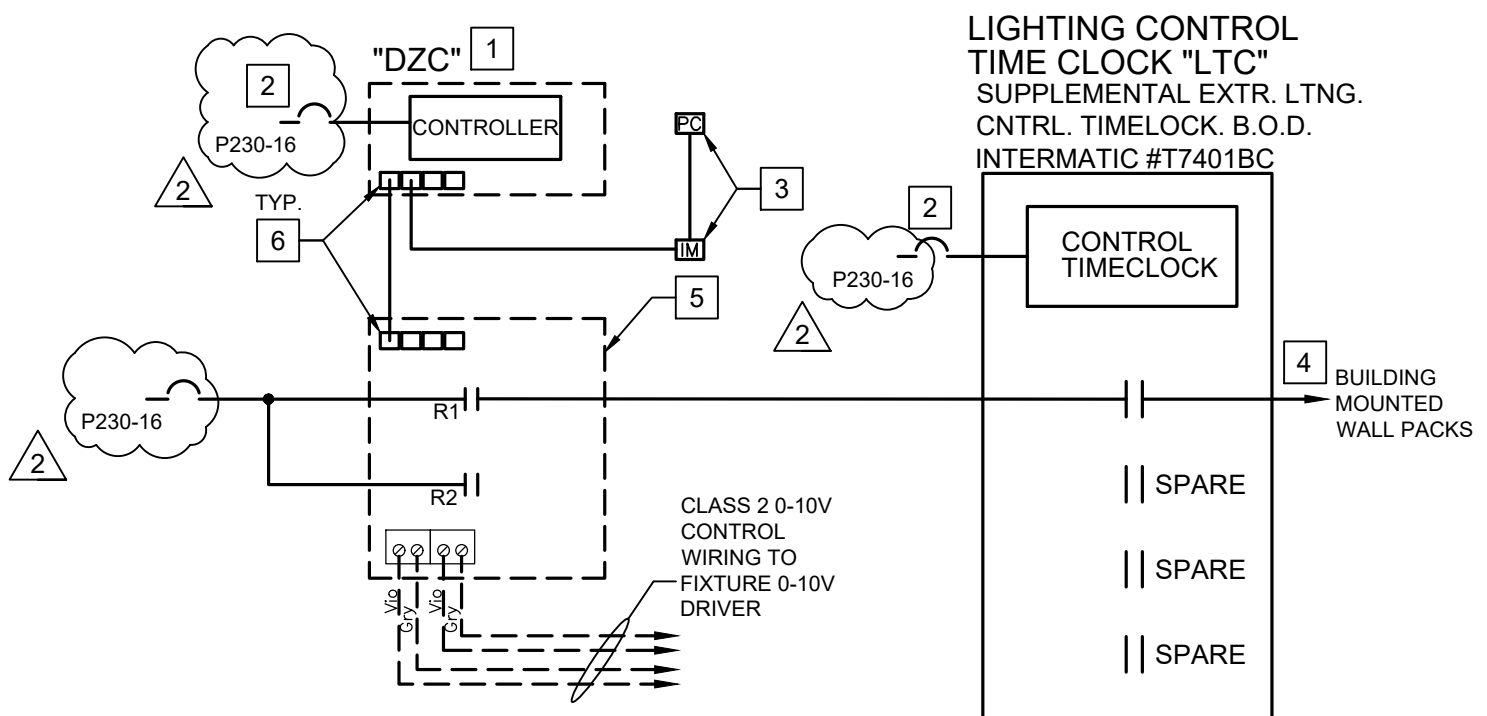 "DZC"
1
2
P230-16
2
CONTROLLER
TYP.
6
PC
3
IM
5
LIGHTING CONTROL
TIME CLOCK "LTC"
SUPPLEMENTAL EXTR. LTNG.
CNTRL. TIMELOCK. B.O.D.
INTERMATIC #T7401BC
2
P230-16
2
CONTROL
TIMECLOCK
P230-16
2
R1
R2
4
BUILDING
MOUNTED
WALL PACKS
SPARE
SPARE
SPARE
CLASS 2 0-10V
CONTROL
WIRING TO
FIXTURE 0-10V
DRIVER
Vio
Gry
Vio
Gry